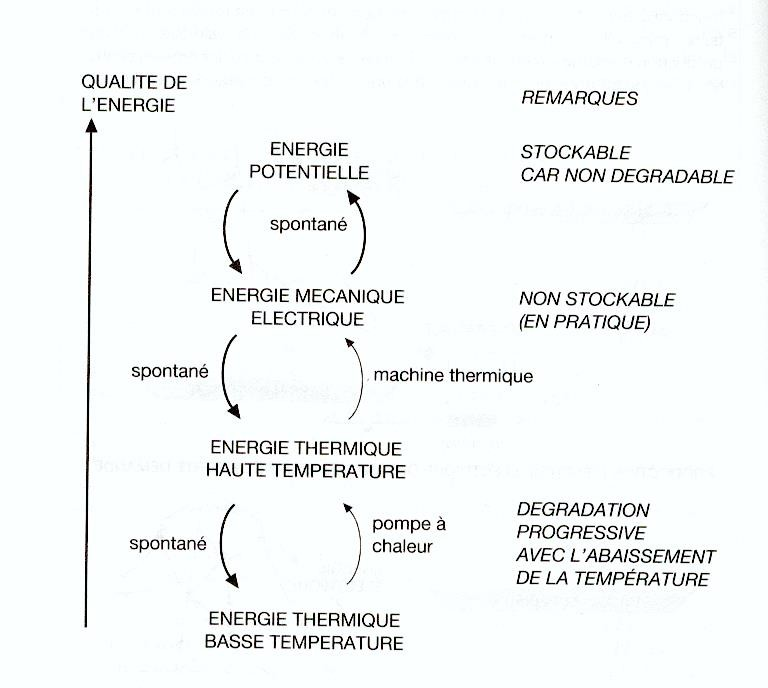 QUALITE DE
L'ENERGIE
REMARQUES
ENERGIE
POTENTIELLE
STOCKABLE
CAR NON DEGRADABLE
spontané
ENERGIE MECANIQUE
ELECTRIQUE
NON STOCKABLE
(EN PRATIQUE)
spontané
machine thermique
ENERGIE THERMIQUE
HAUTE TEMPERATURE
spontané
pompe à
chaleur
DEGRADATION
PROGRESSIVE
AVEC L'ABAISSEMENT
DE LA TEMPÉRATURE
ENERGIE THERMIQUE
BASSE TEMPERATURE